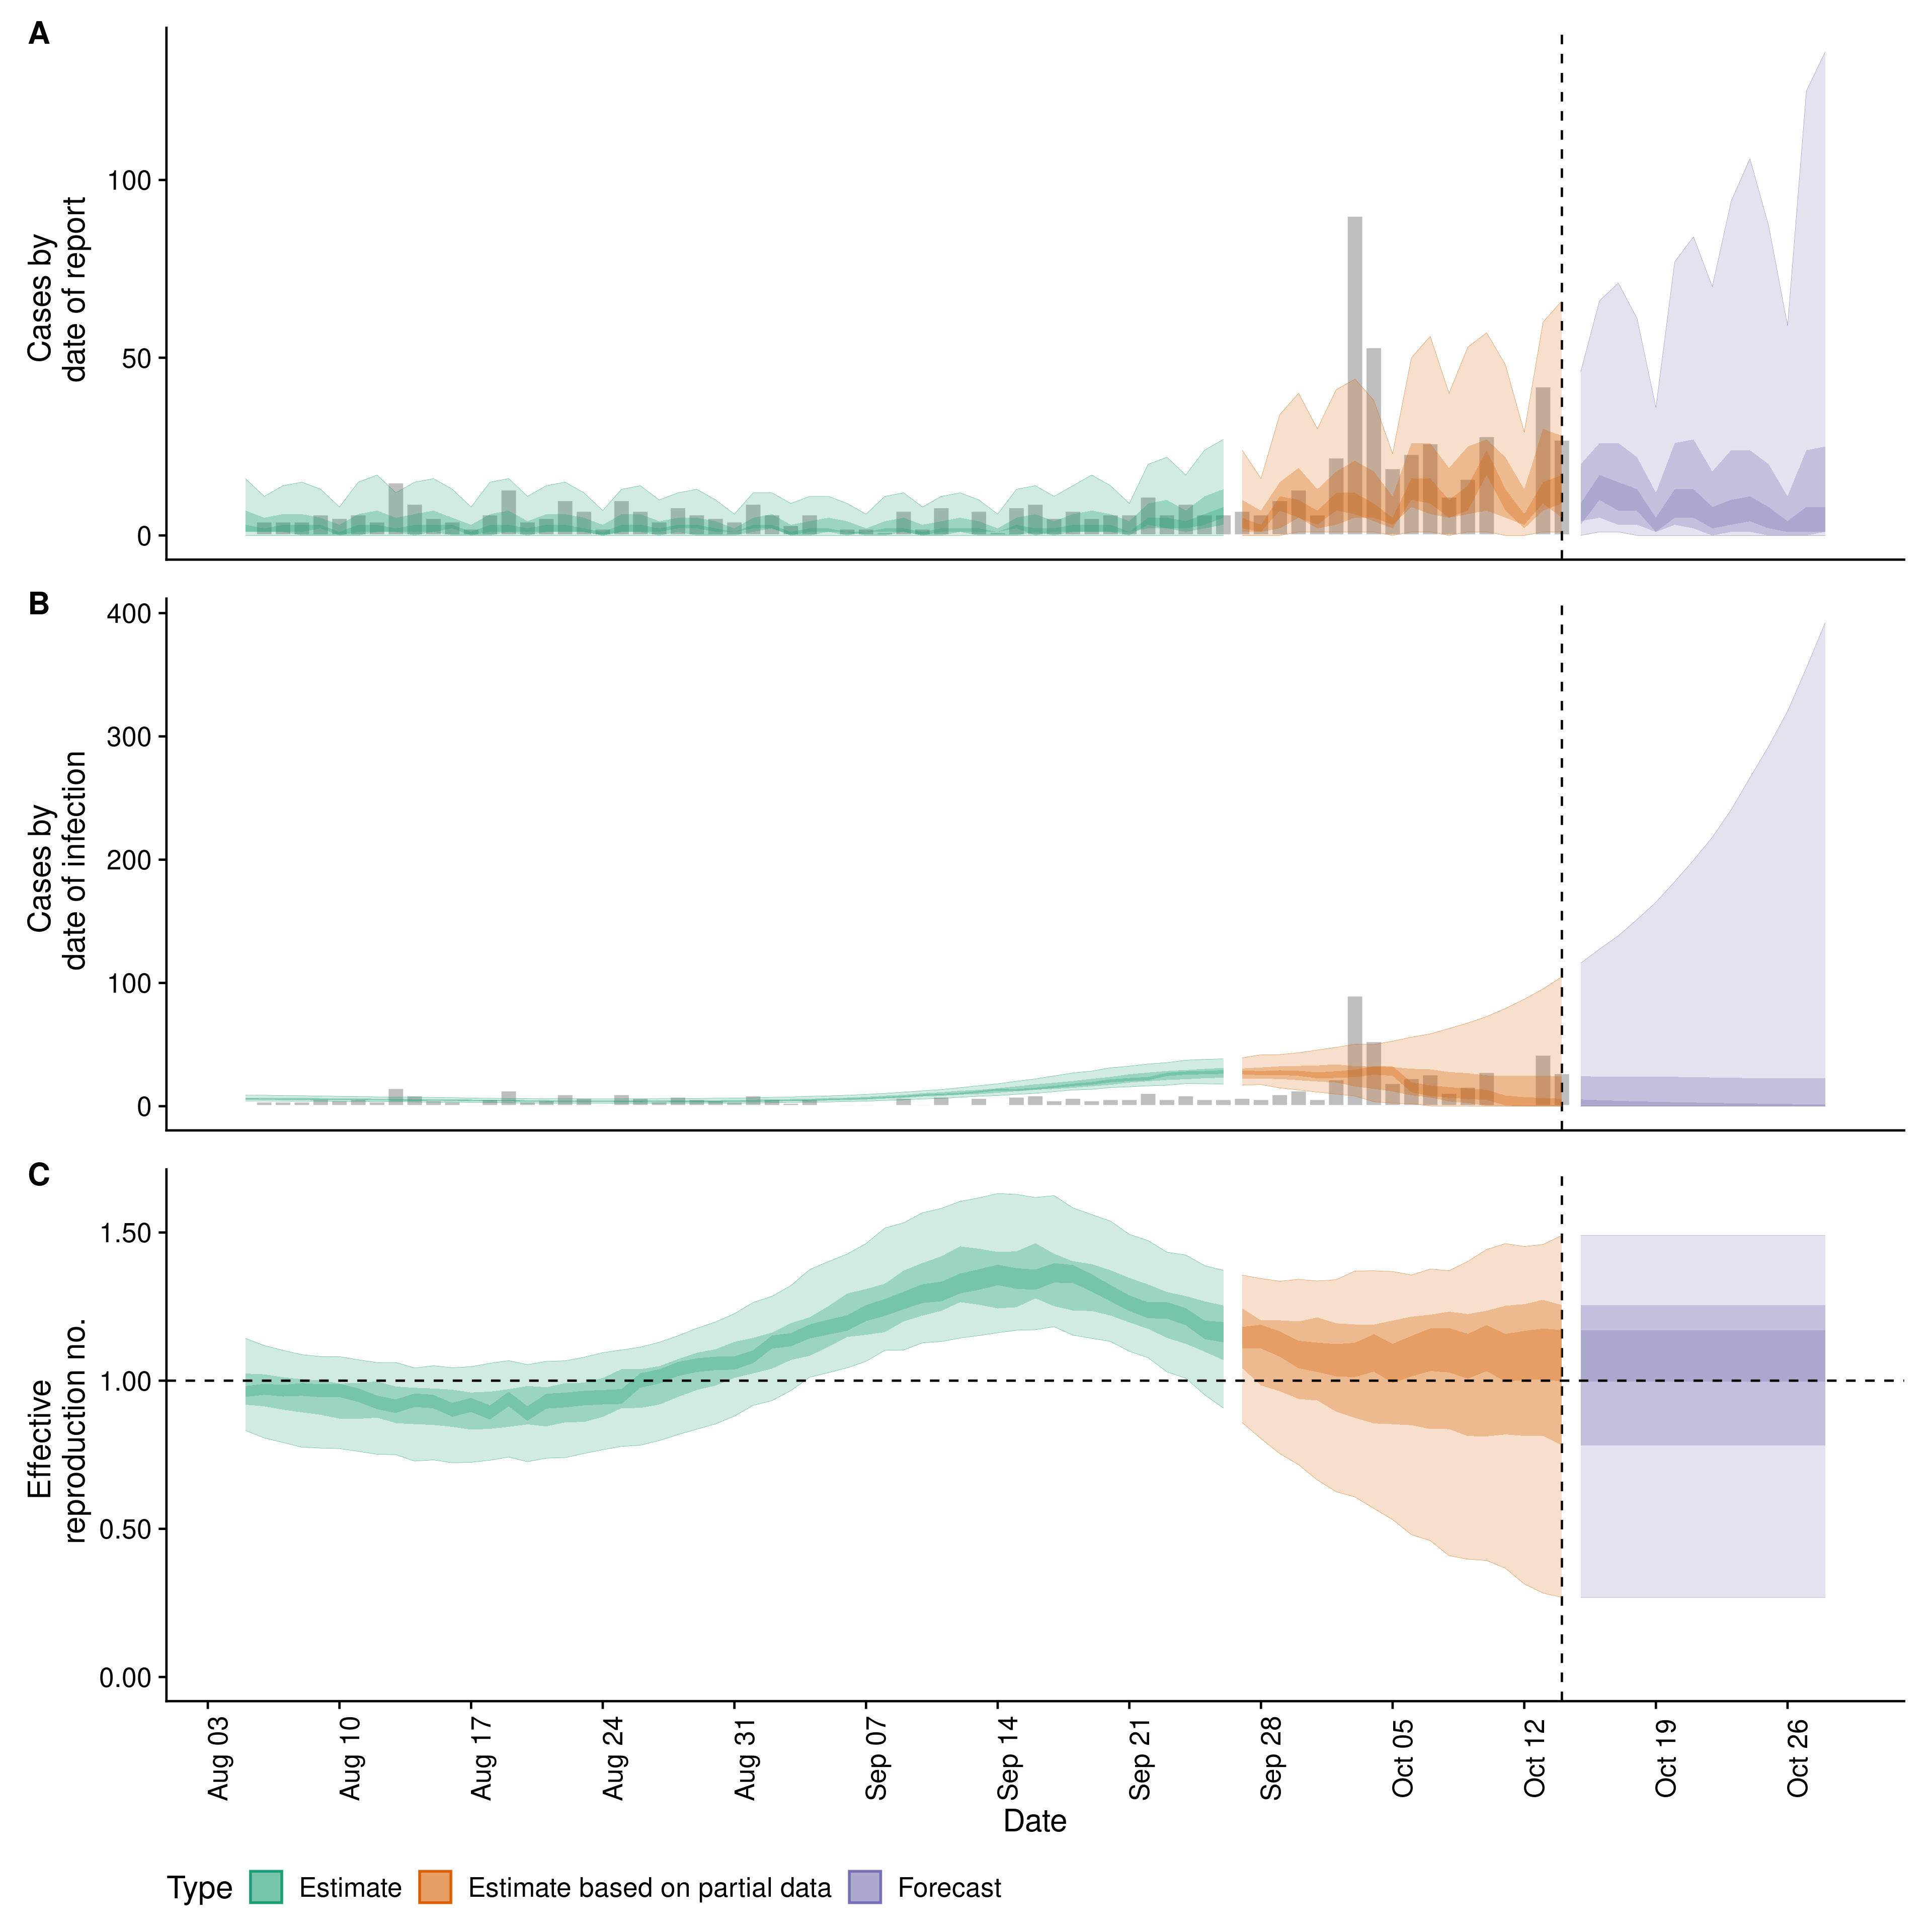 A
Cases by
date of report
100
50
0
B
Cases by
date of infection
400
300
200
100
0
C
Effective
reproduction no.
1.50
1.00
0.50
0.00
Aug 03
Aug 10
Aug 17
Aug 24
Aug 31
Sep 07
Sep 14
Sep 21
Sep 28
Oct 05
Oct 12
Oct 19
Oct 26
Date
Type
Estimate
Estimate based on partial data
Forecast